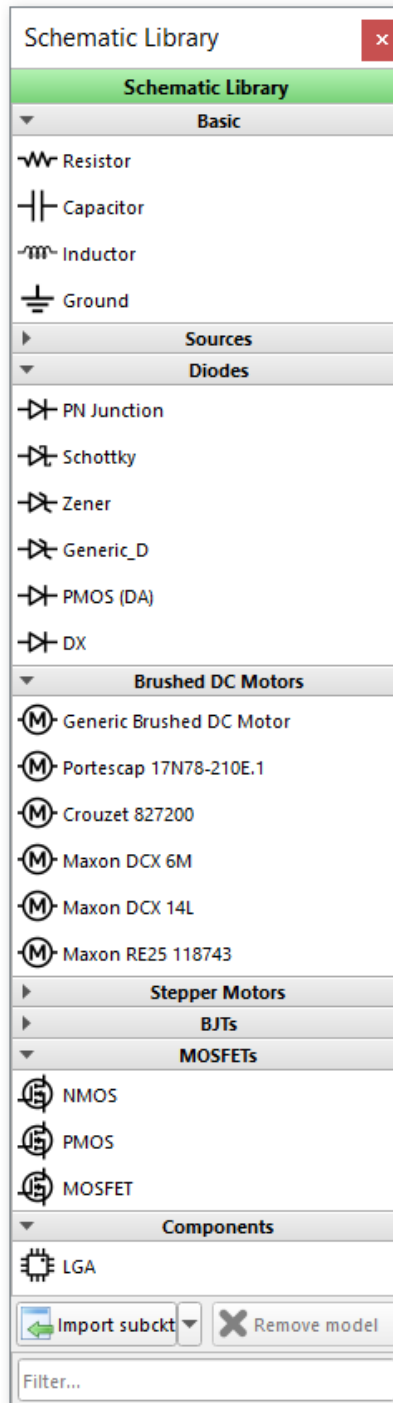 Schematic Library
Schematic Library
Basic
Resistor
Capacitor
Inductor
Ground
Sources
Diodes
PN Junction
Schottky
Zener
Generic_D
PMOS (DA)
DX
Brushed DC Motors
Generic Brushed DC Motor
Portescap 17N78-210E.1
Crouzet 827200
Maxon DCX 6M
Maxon DCX 14L
Maxon RE25 118743
Stepper Motors
BJTs
MOSFETs
NMOS
PMOS
MOSFET
Components
LGA
Import subckt Remove model
Filter...